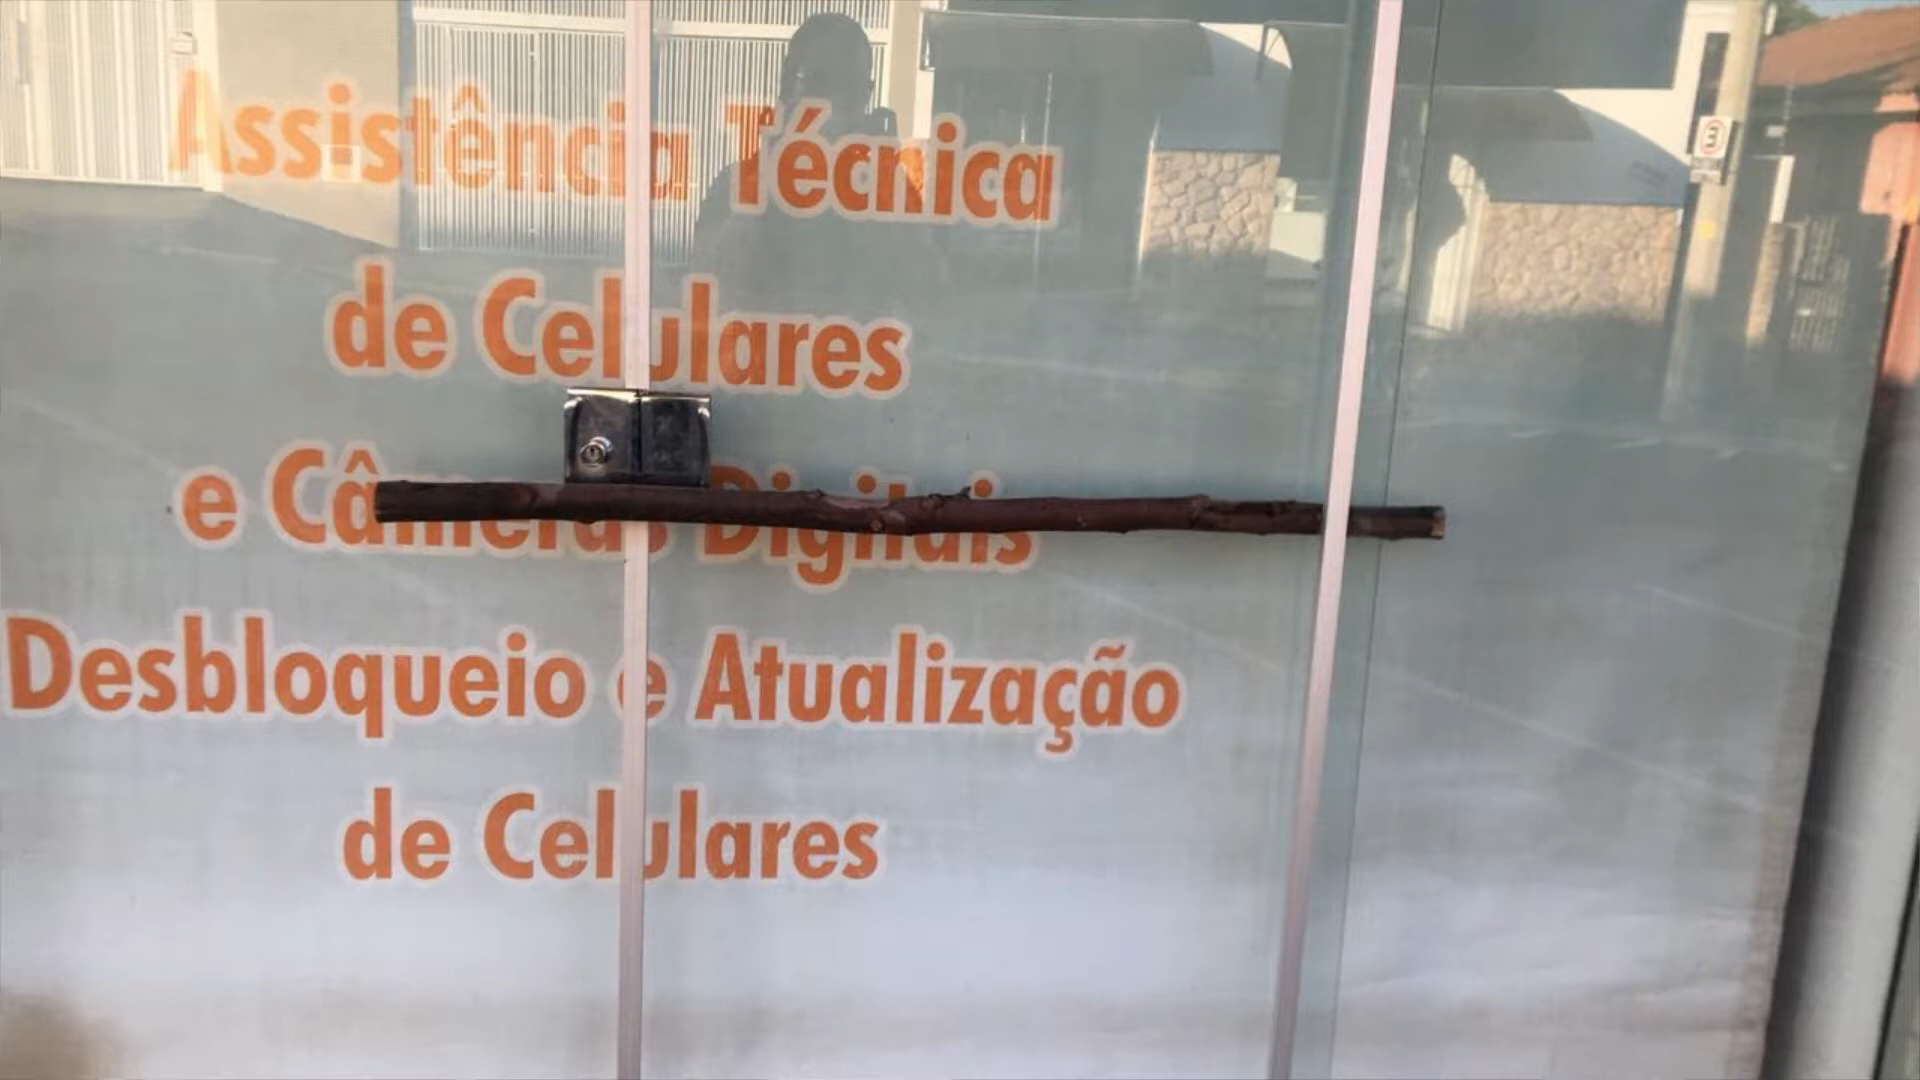 Assistência Técnica
de Celulares
e Câmeras Digitais
Desbloqueio e Atualização
de Celulares